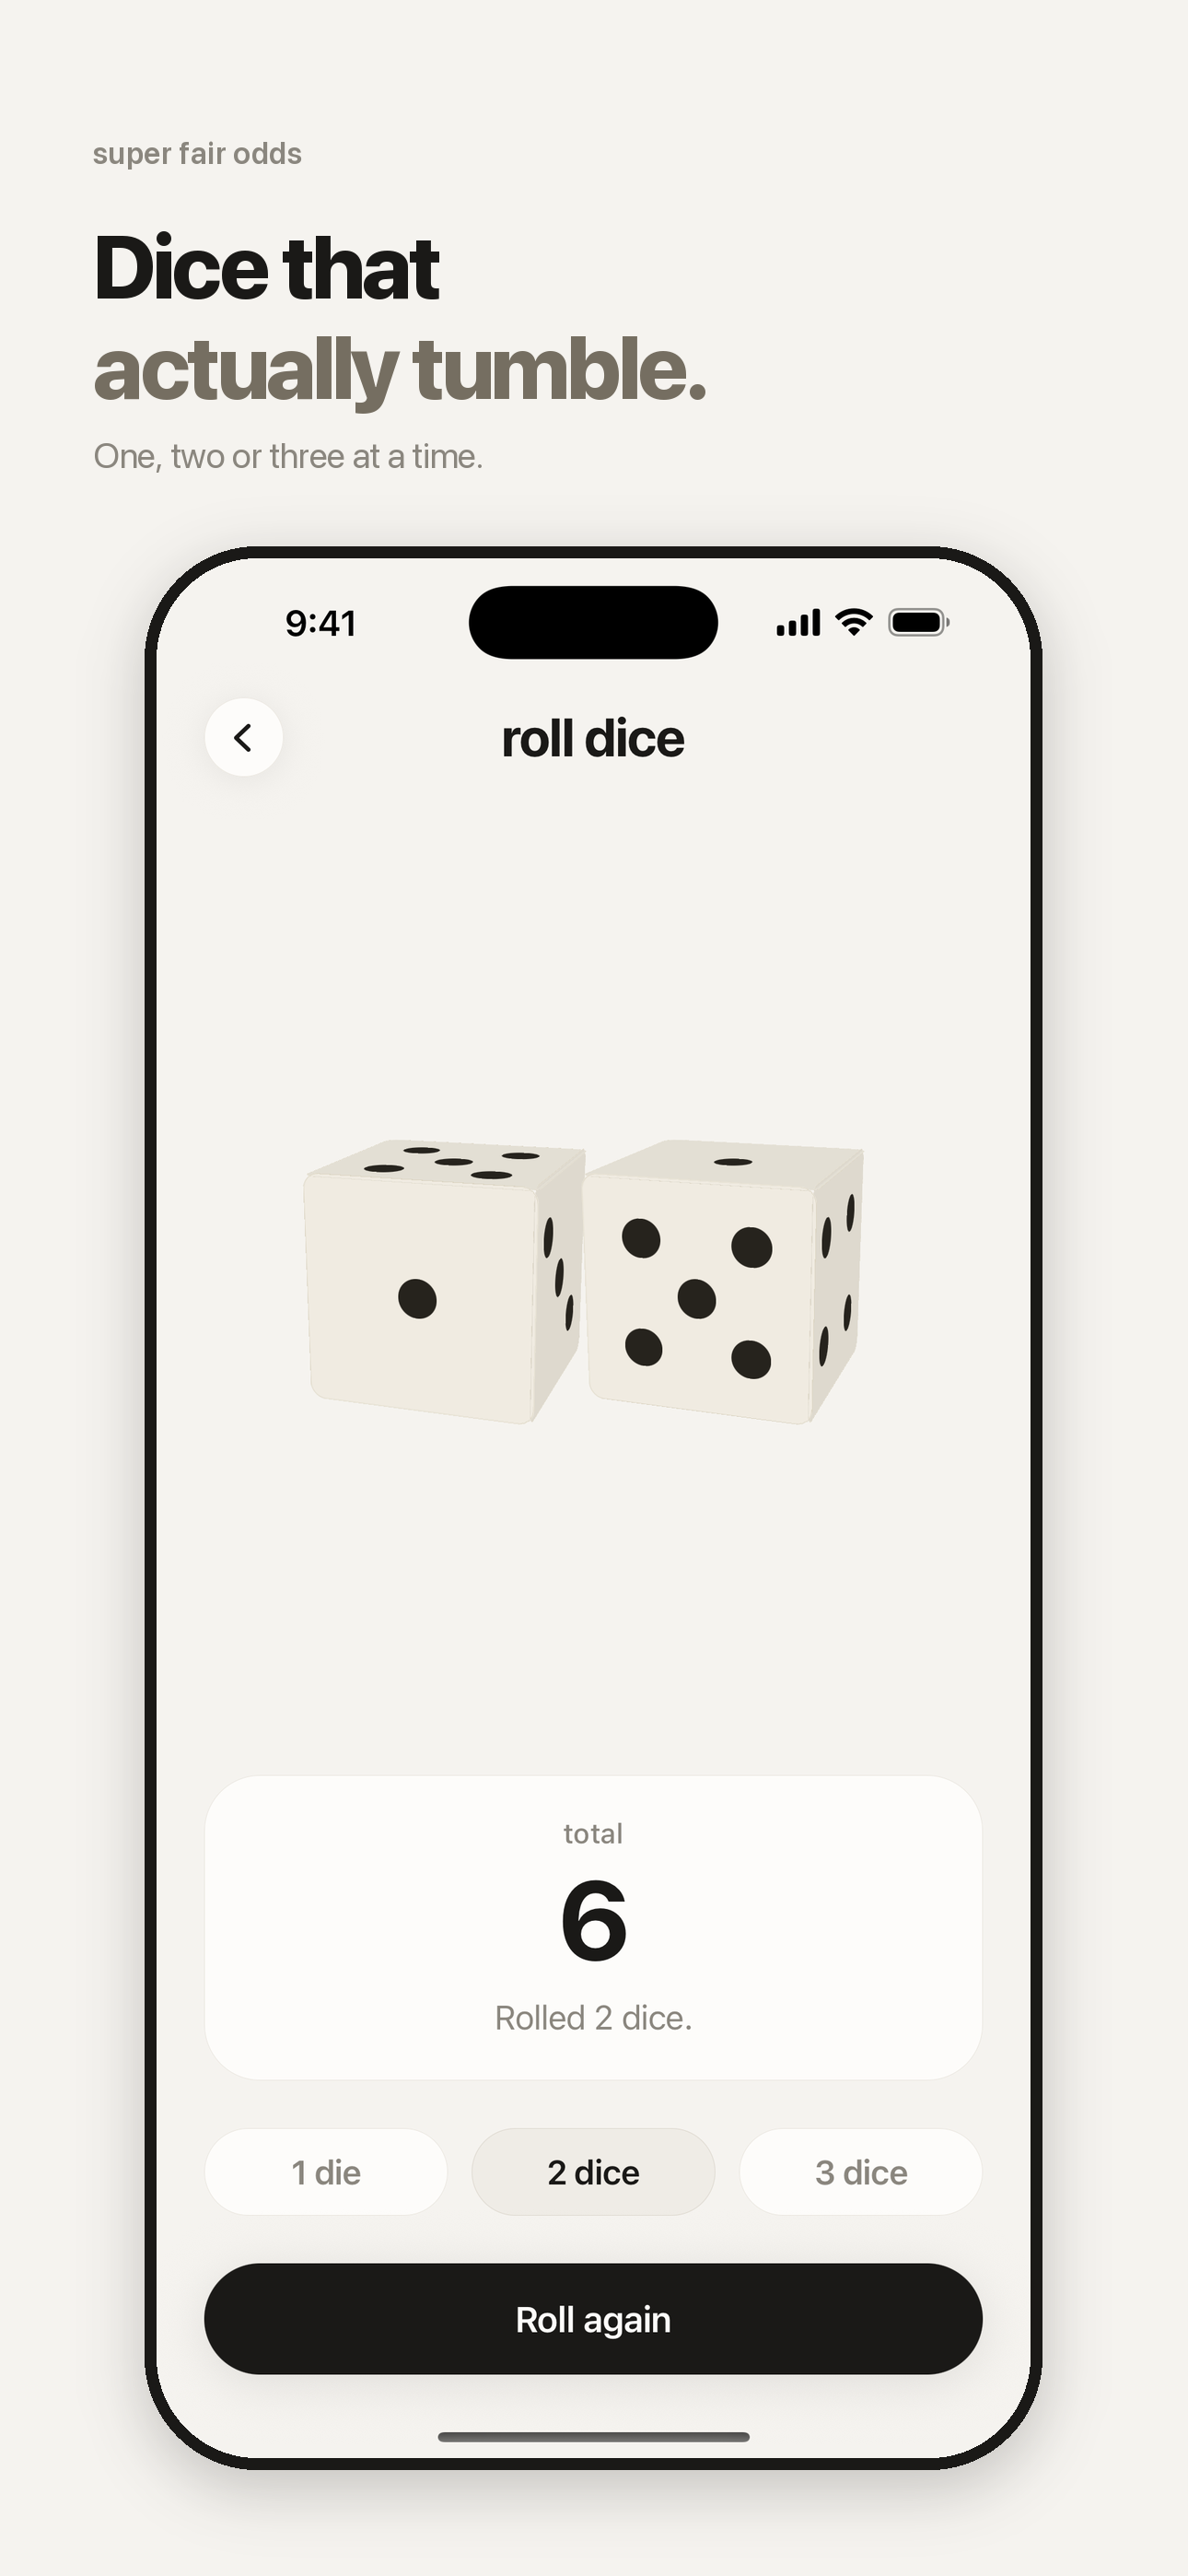 super fair odds
Dice that
actually tumble.
One, two or three at a time.
9:41
roll dice
total
6
Rolled 2 dice.
1 die
2 dice
3 dice
Roll again